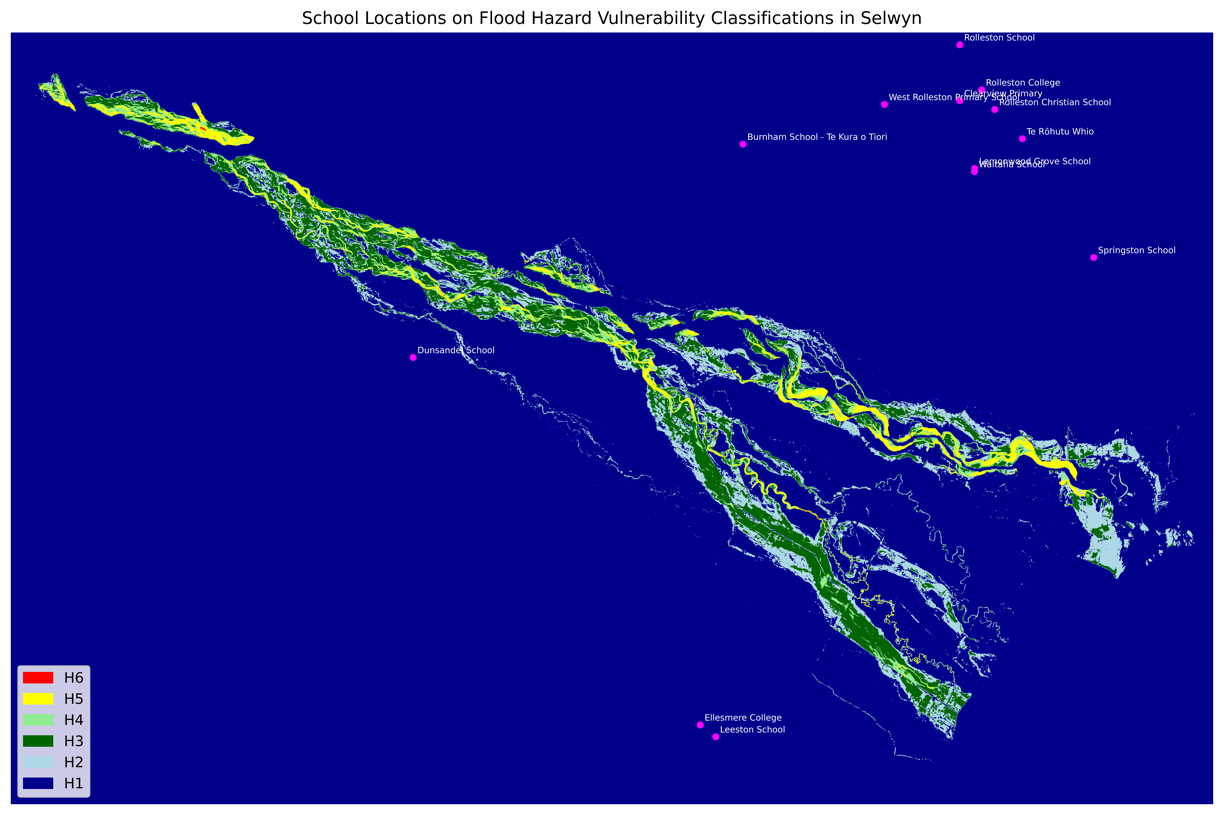 School Locations on Flood Hazard Vulnerability Classifications in Selwyn
Rolleston School
Rolleston College
Clearview Primary
West Rolleston Primary School
Rolleston Christian School
Te Rōhutu Whio
Burnham School - Te Kura o Tiori
Lemonwood Grove School
Waitaha School
Springston School
Dunsandel School
Ellesmere College
Leeston School
H6
H5
H4
H3
H2
H1